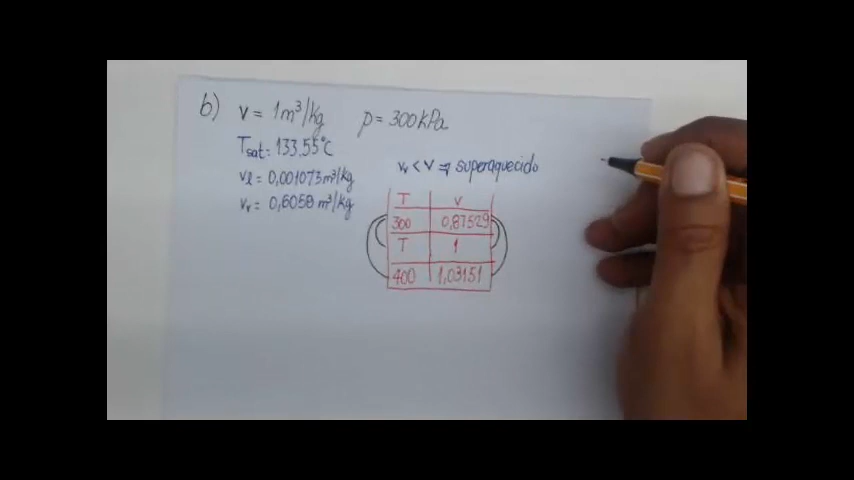 b) v = 1m³/kg p = 300 kPa
Tsat = 133,55°C
vl = 0,001073 m³/kg
vv = 0,6058 m³/kg
vv < v ⇒ superaquecido
T v
300 0,87529
T 1
400 1,03151